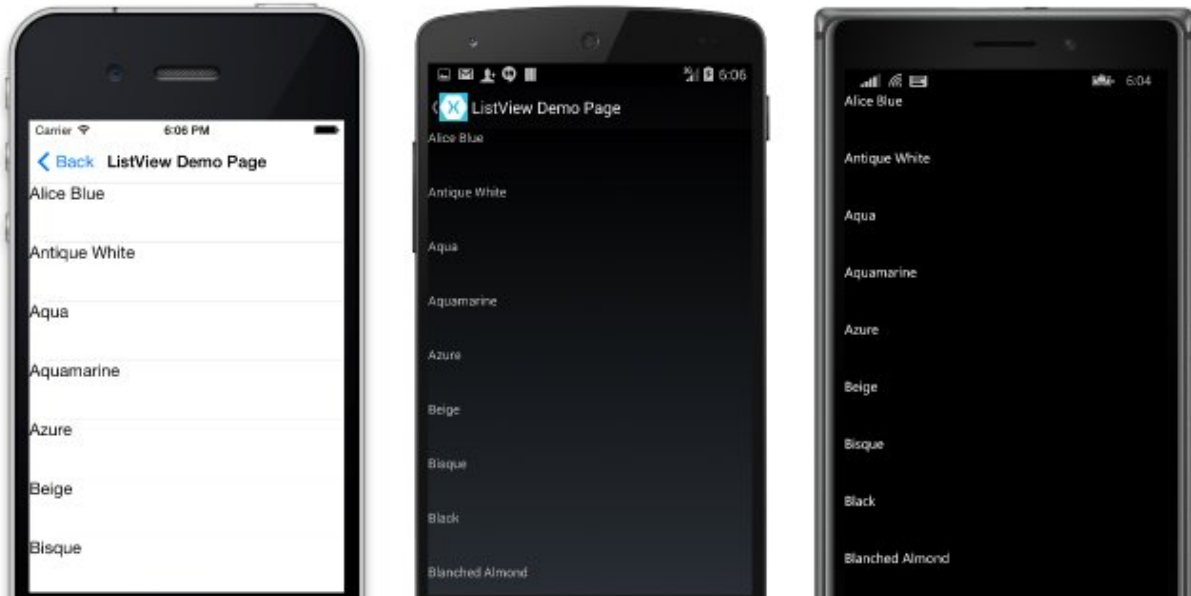 Carrier 6:06 PM
Back ListView Demo Page
Alice Blue
Antique White
Aqua
Aquamarine
Azure
Beige
Bisque
3G 6:06
X ListView Demo Page
Alice Blue
Antique White
Aqua
Aquamarine
Azure
Beige
Bisque
Black
Blanched Almond
6:04
Alice Blue
Antique White
Aqua
Aquamarine
Azure
Beige
Bisque
Black
Blanched Almond